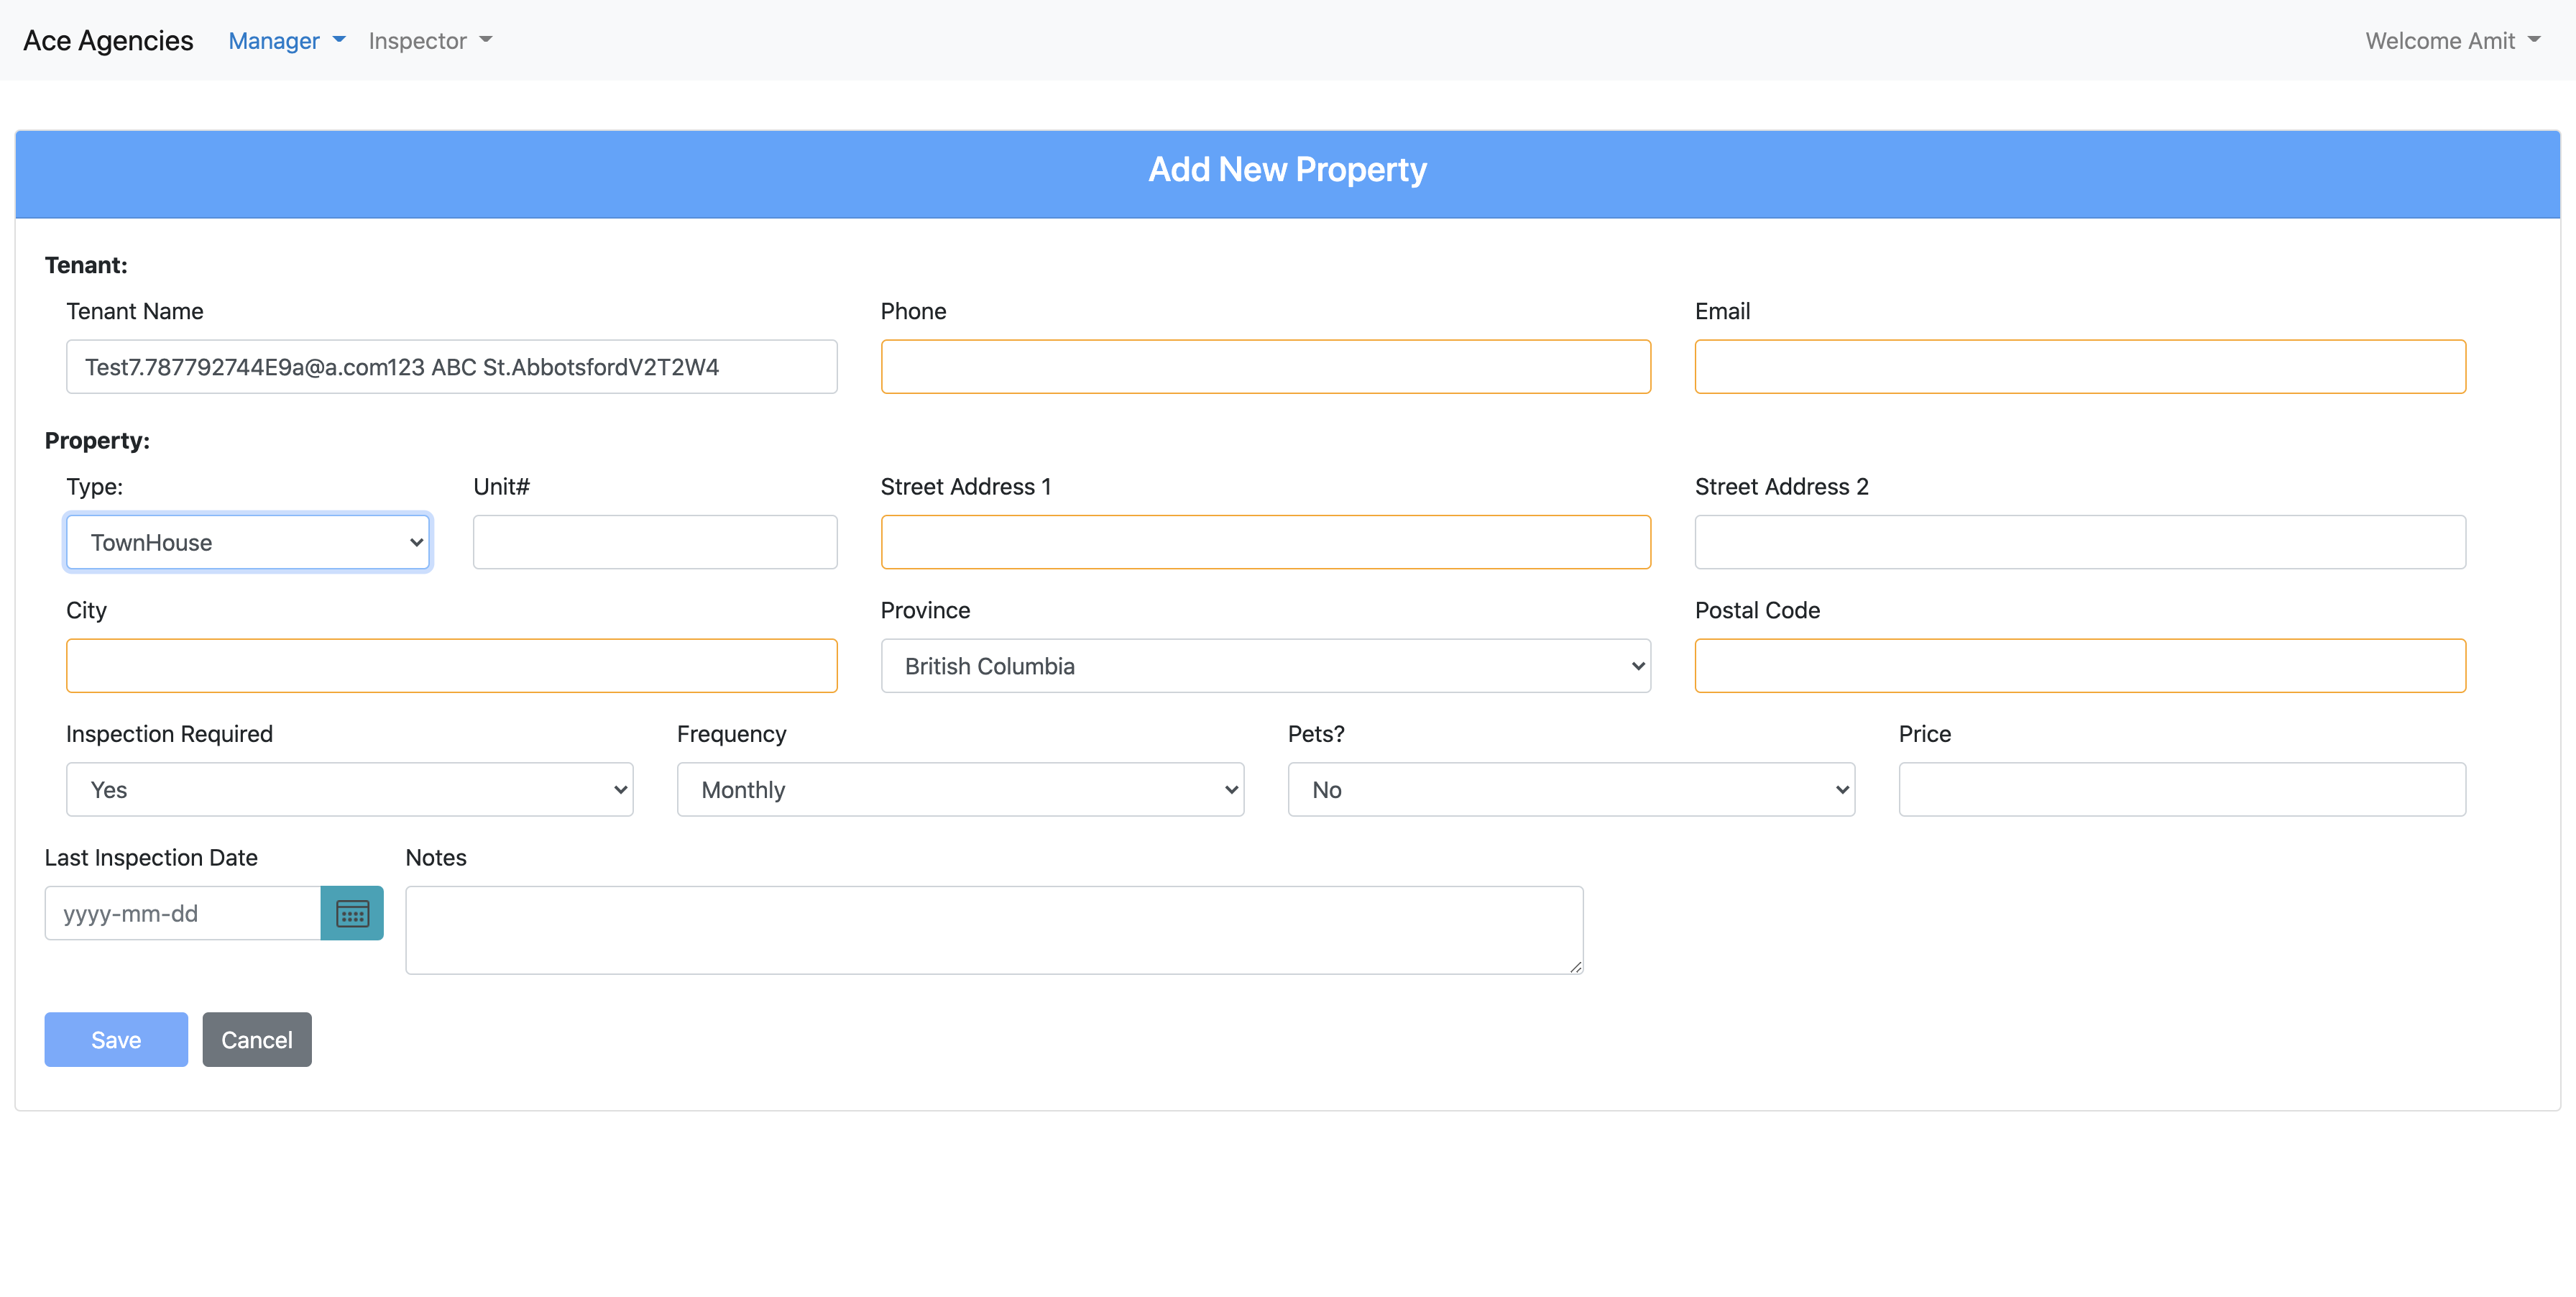 Ace Agencies Manager Inspector Welcome Amit
Add New Property
Tenant:
Tenant Name Phone Email
Test7.787792744E9a@a.com123 ABC St.AbbotsfordV2T2W4
Property:
Type: Unit# Street Address 1 Street Address 2
TownHouse
City Province Postal Code
British Columbia
Inspection Required Frequency Pets? Price
Yes Monthly No
Last Inspection Date Notes
yyyy-mm-dd
Save Cancel